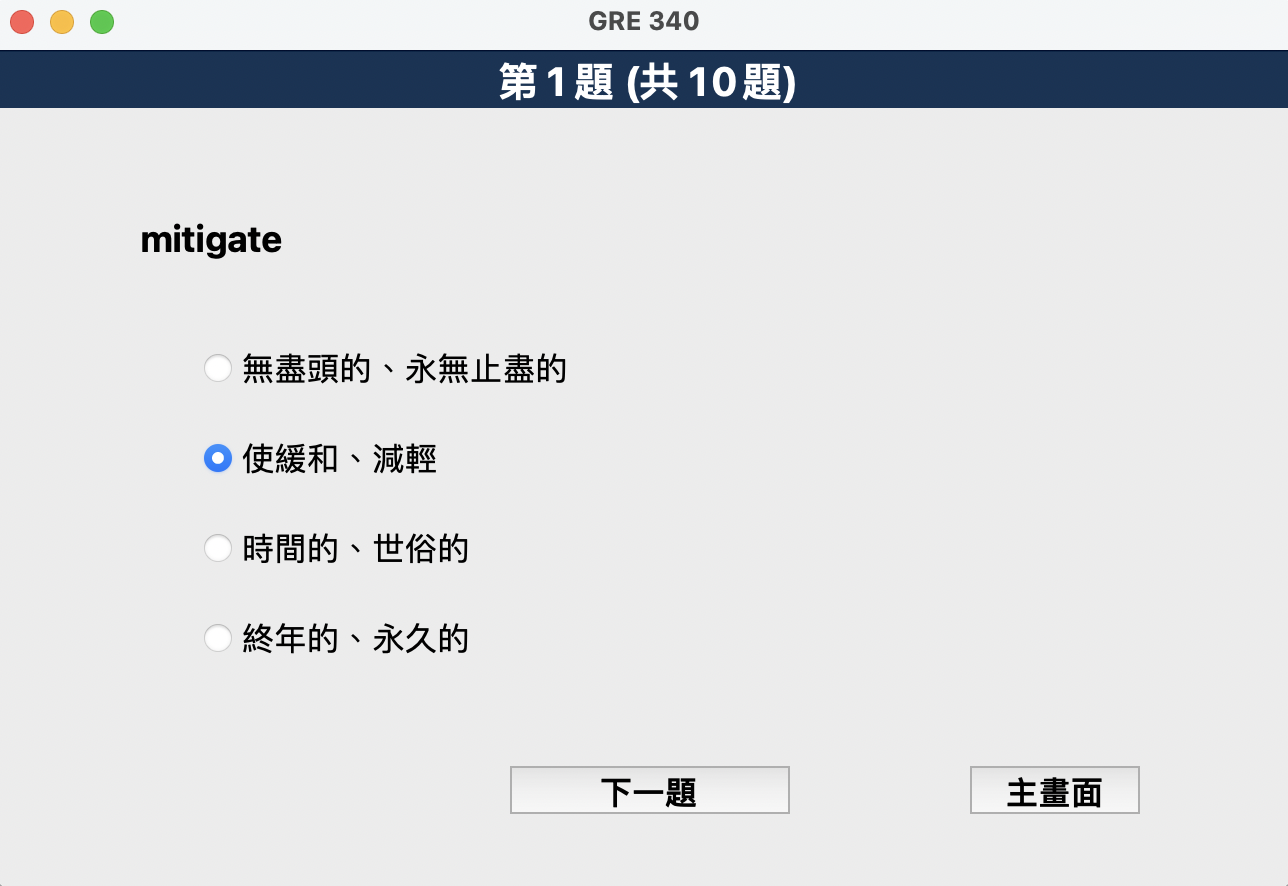 GRE 340
第 1 題 (共 10 題)
mitigate
無盡頭的、永無止盡的
使緩和、減輕
時間的、世俗的
終年的、永久的
下一題
主畫面